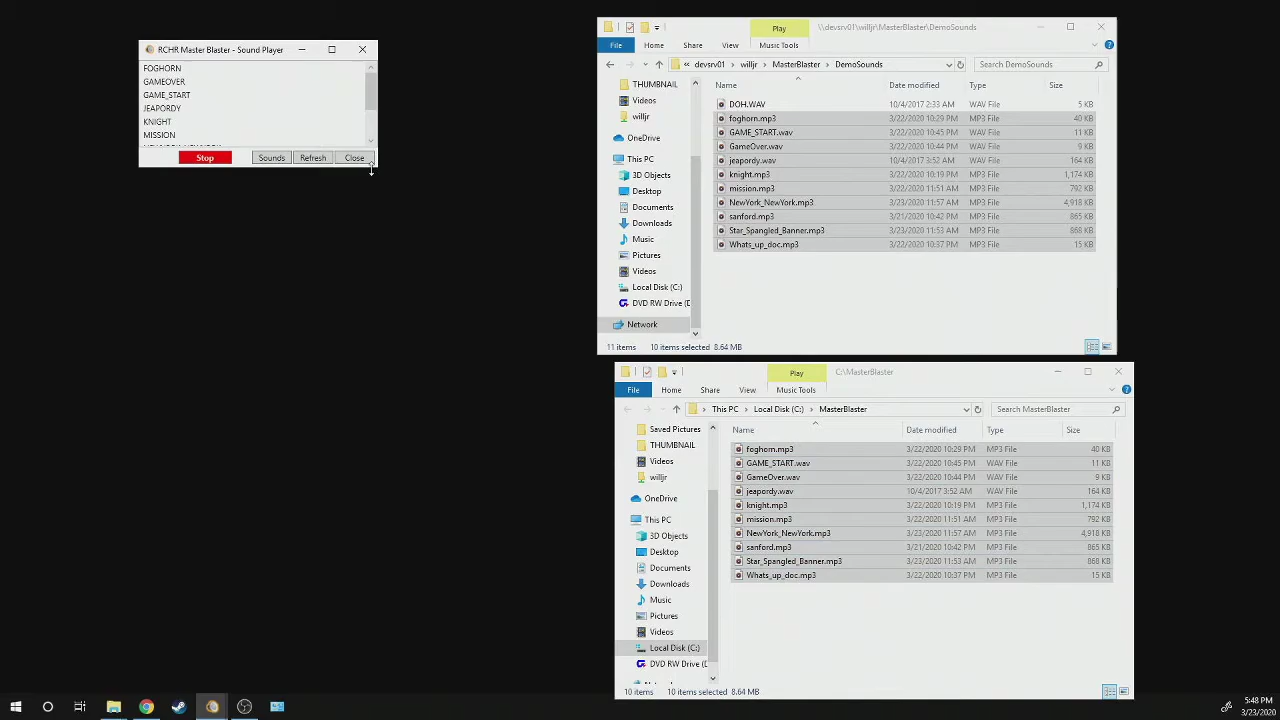 RCHR Master Blaster - Sound Player
FOGHORN
GAMEOVER
GAME_START
JEAPORDY
KNIGHT
MISSION
Stop Sounds Refresh Close
Play \\devsrv01\willjr\MasterBlaster\DemoSounds
File Home Share View Music Tools
« devsrv01 > willjr > MasterBlaster > DemoSounds Search DemoSounds
THUMBNAIL
Videos
willjr
OneDrive
This PC
3D Objects
Desktop
Documents
Downloads
Music
Pictures
Videos
Local Disk (C:)
DVD RW Drive (D
Network
Name Date modified Type Size
DOH.WAV 10/4/2017 2:33 AM WAV File 5 KB
foghorn.mp3 3/22/2020 10:29 PM MP3 File 40 KB
GAME_START.wav 3/22/2020 10:45 PM WAV File 11 KB
GameOver.wav 3/22/2020 10:44 PM WAV File 9 KB
jeapordy.wav 10/4/2017 3:52 AM WAV File 164 KB
knight.mp3 3/22/2020 10:19 PM MP3 File 1,174 KB
mission.mp3 3/22/2020 11:51 AM MP3 File 792 KB
NewYork_NewYork.mp3 3/23/2020 11:57 AM MP3 File 4,918 KB
sanford.mp3 3/21/2020 10:42 PM MP3 File 865 KB
Star_Spangled_Banner.mp3 3/23/2020 11:53 AM MP3 File 868 KB
Whats_up_doc.mp3 3/22/2020 10:37 PM MP3 File 15 KB
11 items 10 items selected 8.64 MB
Play C:\MasterBlaster
File Home Share View Music Tools
> This PC > Local Disk (C:) > MasterBlaster Search MasterBlaster
Saved Pictures
THUMBNAIL
Videos
willjr
OneDrive
This PC
3D Objects
Desktop
Documents
Downloads
Music
Pictures
Videos
Local Disk (C:)
DVD RW Drive (D
Name Date modified Type Size
foghorn.mp3 3/22/2020 10:29 PM MP3 File 40 KB
GAME_START.wav 3/22/2020 10:45 PM WAV File 11 KB
GameOver.wav 3/22/2020 10:44 PM WAV File 9 KB
jeapordy.wav 10/4/2017 3:52 AM WAV File 164 KB
knight.mp3 3/22/2020 10:19 PM MP3 File 1,174 KB
mission.mp3 3/22/2020 11:51 AM MP3 File 792 KB
NewYork_NewYork.mp3 3/23/2020 11:57 AM MP3 File 4,918 KB
sanford.mp3 3/21/2020 10:42 PM MP3 File 865 KB
Star_Spangled_Banner.mp3 3/23/2020 11:53 AM MP3 File 868 KB
Whats_up_doc.mp3 3/22/2020 10:37 PM MP3 File 15 KB
10 items 10 items selected 8.64 MB
5:48 PM
3/23/2020